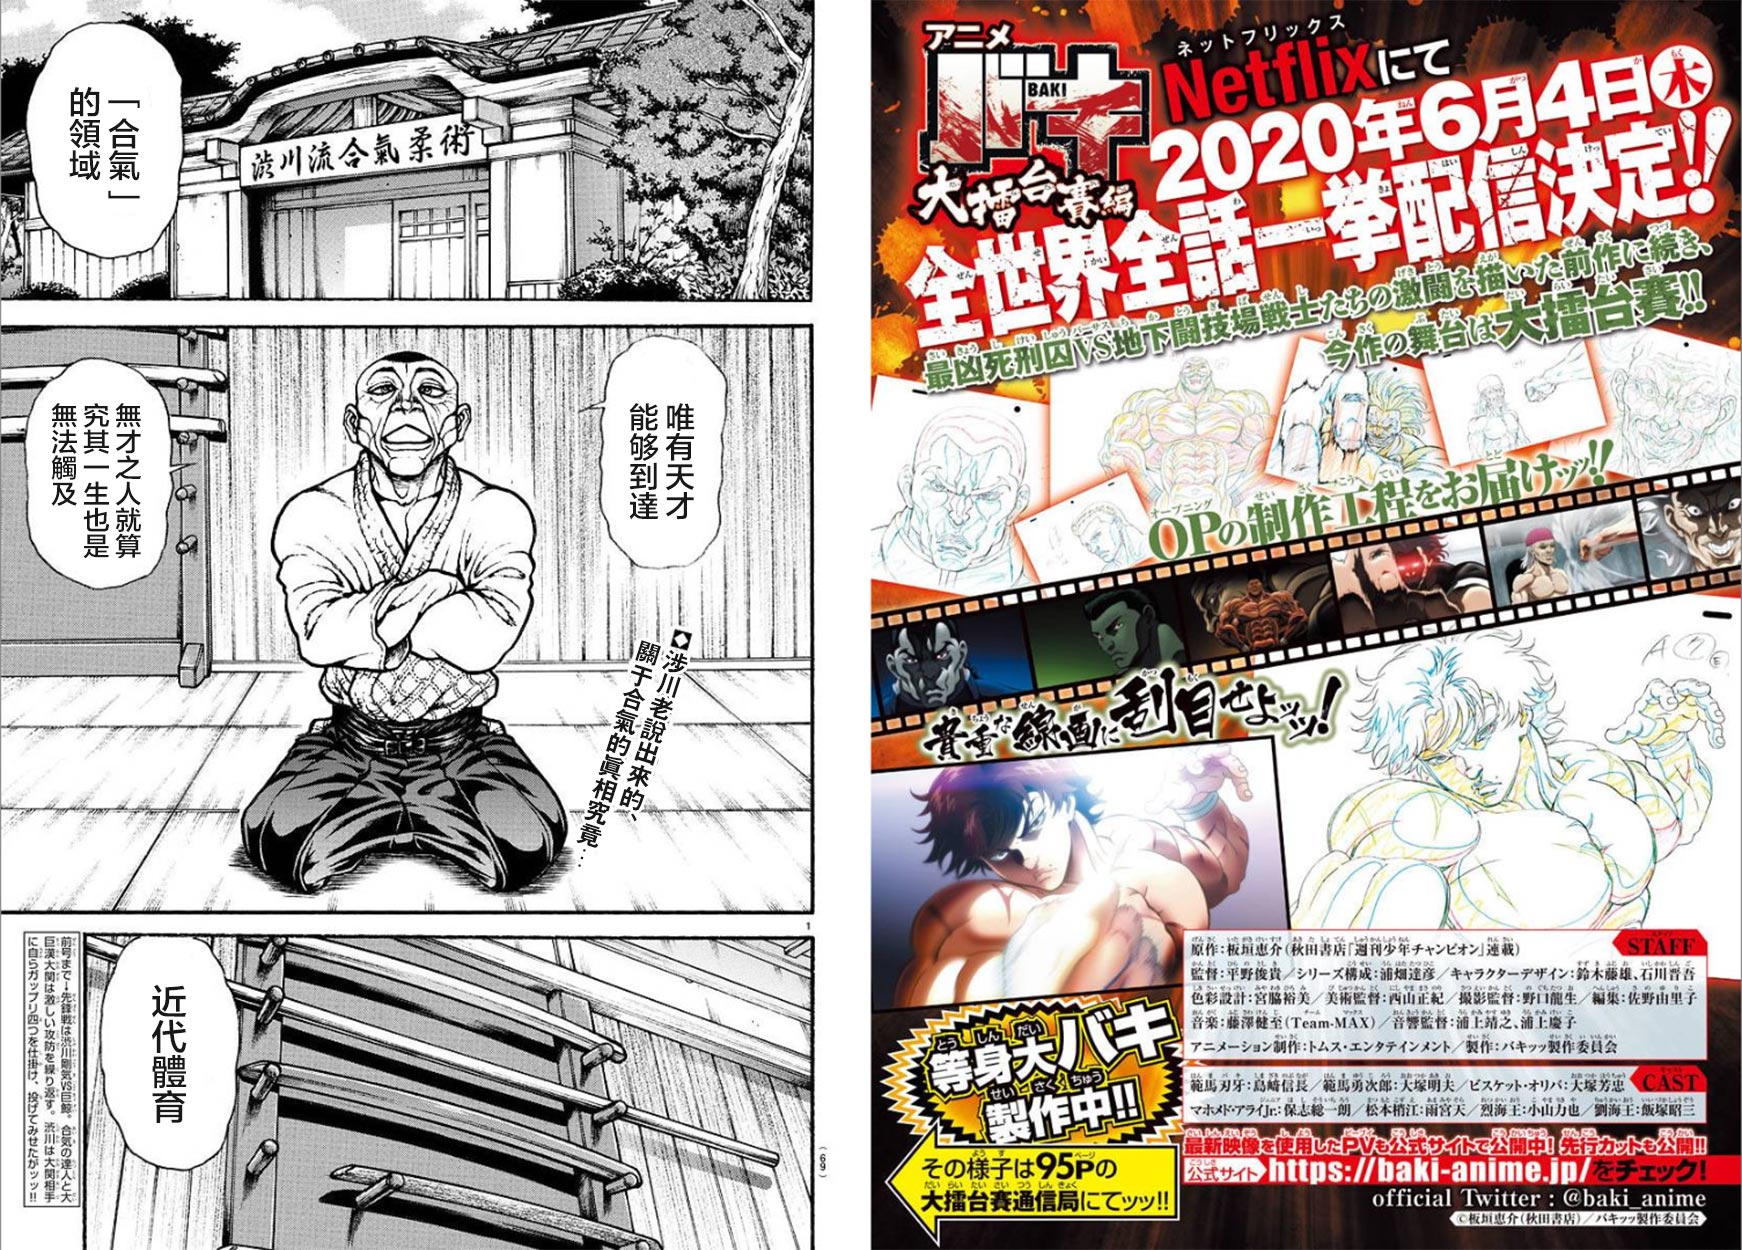 アニメ
バキ
BAKI
大擂台賽編
ネットフリックス
Netflixにて
2020年6月4日木
全世界全話一挙配信決定!!
最凶死刑囚VS地下闘技場戦士たちの激闘を描いた前作に続き、
今作の舞台は大擂台賽!!
OPの制作工程をお届けッッ!!
貴重な線画に刮目せよッッ!
STAFF
原作:板垣恵介(秋田書店「週刊少年チャンピオン」連載)
監督:平野俊貴/シリーズ構成:浦畑達彦/キャラクターデザイン:鈴木藤雄、石川晋吾
色彩設計:宮脇裕美/美術監督:西山正紀/撮影監督:野口龍生/編集:佐野由里子
音楽:藤澤健至(Team-MAX)/音響監督:浦上靖之、浦上慶子
アニメーション制作:トムス・エンタテインメント/製作:バキッッ製作委員会
CAST
範馬刃牙:島﨑信長/範馬勇次郎:大塚明夫/ビスケット・オリバ:大塚芳忠
マホメド・アライJr.:保志総一朗/松本梢江:雨宮天/烈海王:小山力也/劉海王:飯塚昭三
等身大バキ
製作中!!
その様子は95Pの
大擂台賽通信局にてッッ!!
最新映像を使用したPVも公式サイトで公開中! 先行カットも公開!!
公式サイト https://baki-anime.jp/をチェック!
official Twitter : @baki_anime
©板垣恵介(秋田書店)/バキッッ製作委員会
澁川流合氣柔術
「合氣」
的領域
唯有天才
能够到達
無才之人就算
究其一生也是
無法觸及
涉川老說出來的、
關于合氣的眞相究竟…
1
近代體育
前号まで→先鋒戦は渋川剛気VS巨鯨。合気の達人と大
巨漢大関は激しい攻防を繰り返す。渋川は大関相手
に自らガップリ四つを仕掛け、投げてみせたがッッ!!
(69)